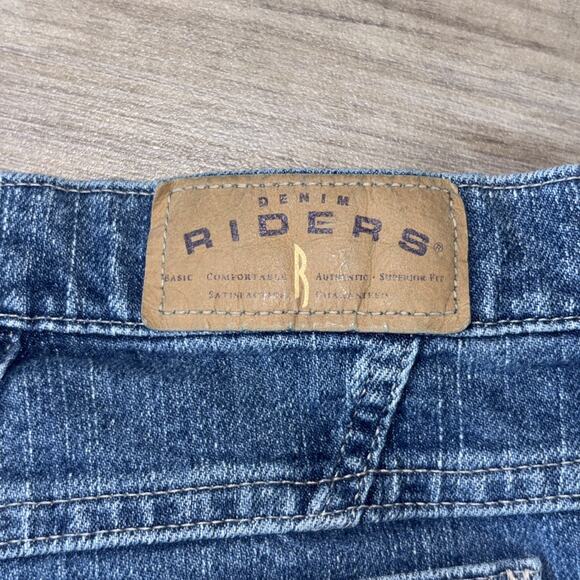 DENIM
RIDERS®
BASIC COMFORTABLE R AUTHENTIC · SUPERIOR FIT
SATISFACTION GUARANTEED